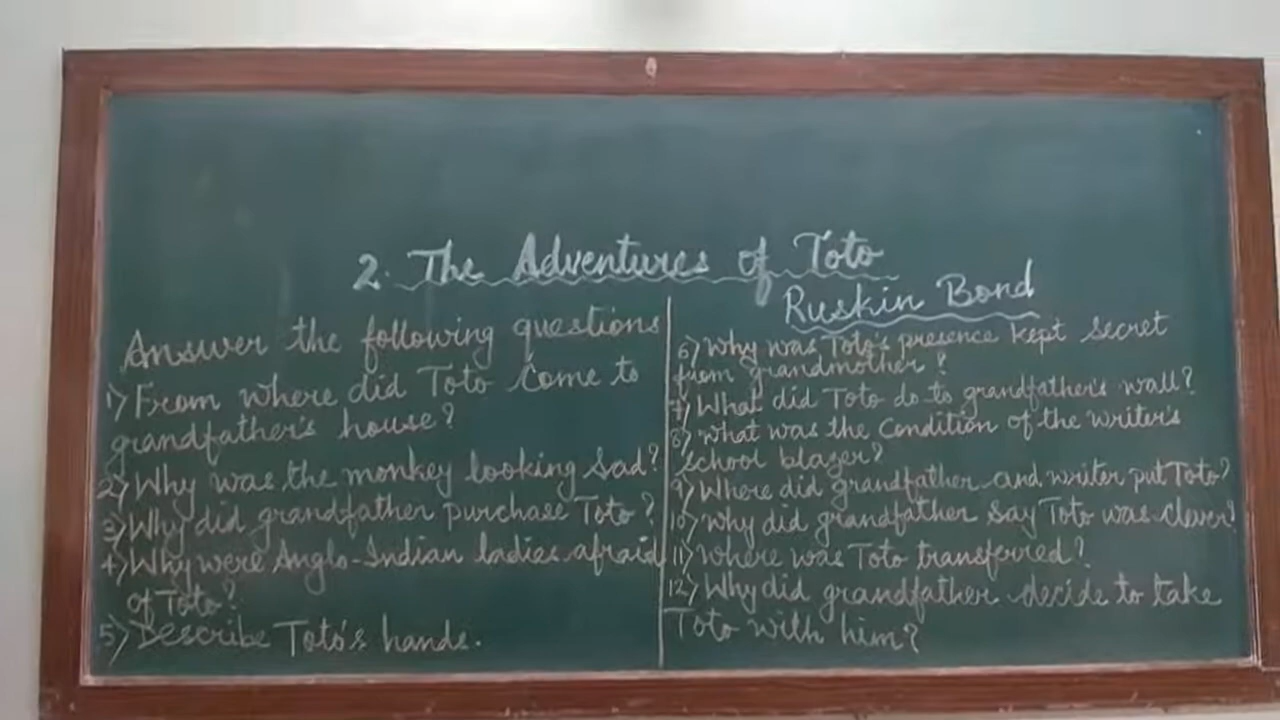 2. The Adventures of Toto
Ruskin Bond
Answer the following questions
1) From where did Toto come to
grandfather's house?
2) Why was the monkey looking sad?
3) Why did grandfather purchase Toto?
4) Why were Anglo-Indian ladies afraid
of Toto?
5) Describe Toto's hands.
6) Why was Toto's presence kept secret
from grandmother?
7) What did Toto do to grandfather's wall?
8) What was the condition of the writer's
school blazer?
9) Where did grandfather and writer put Toto?
10) Why did grandfather say Toto was clever?
11) Where was Toto transferred?
12) Why did grandfather decide to take
Toto with him?